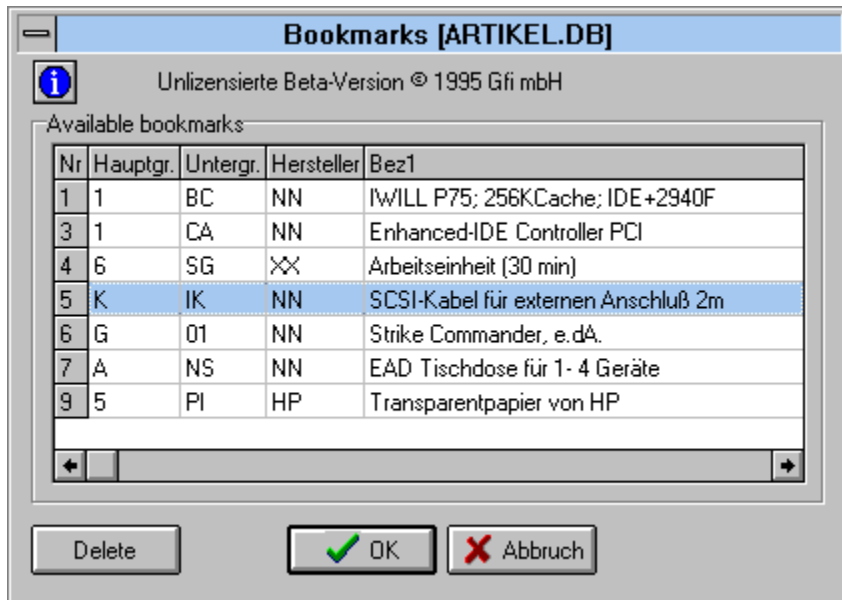 Bookmarks [ARTIKEL.DB]
i Unlizensierte Beta-Version © 1995 Gfi mbH
Available bookmarks
Nr Hauptgr. Untergr. Hersteller Bez1
1 1 BC NN IWILL P75; 256KCache; IDE+2940F
3 1 CA NN Enhanced-IDE Controller PCI
4 6 SG XX Arbeitseinheit (30 min)
5 K IK NN SCSI-Kabel für externen Anschluß 2m
6 G 01 NN Strike Commander, e.dA.
7 A NS NN EAD Tischdose für 1- 4 Geräte
9 5 PI HP Transparentpapier von HP
Delete OK Abbruch